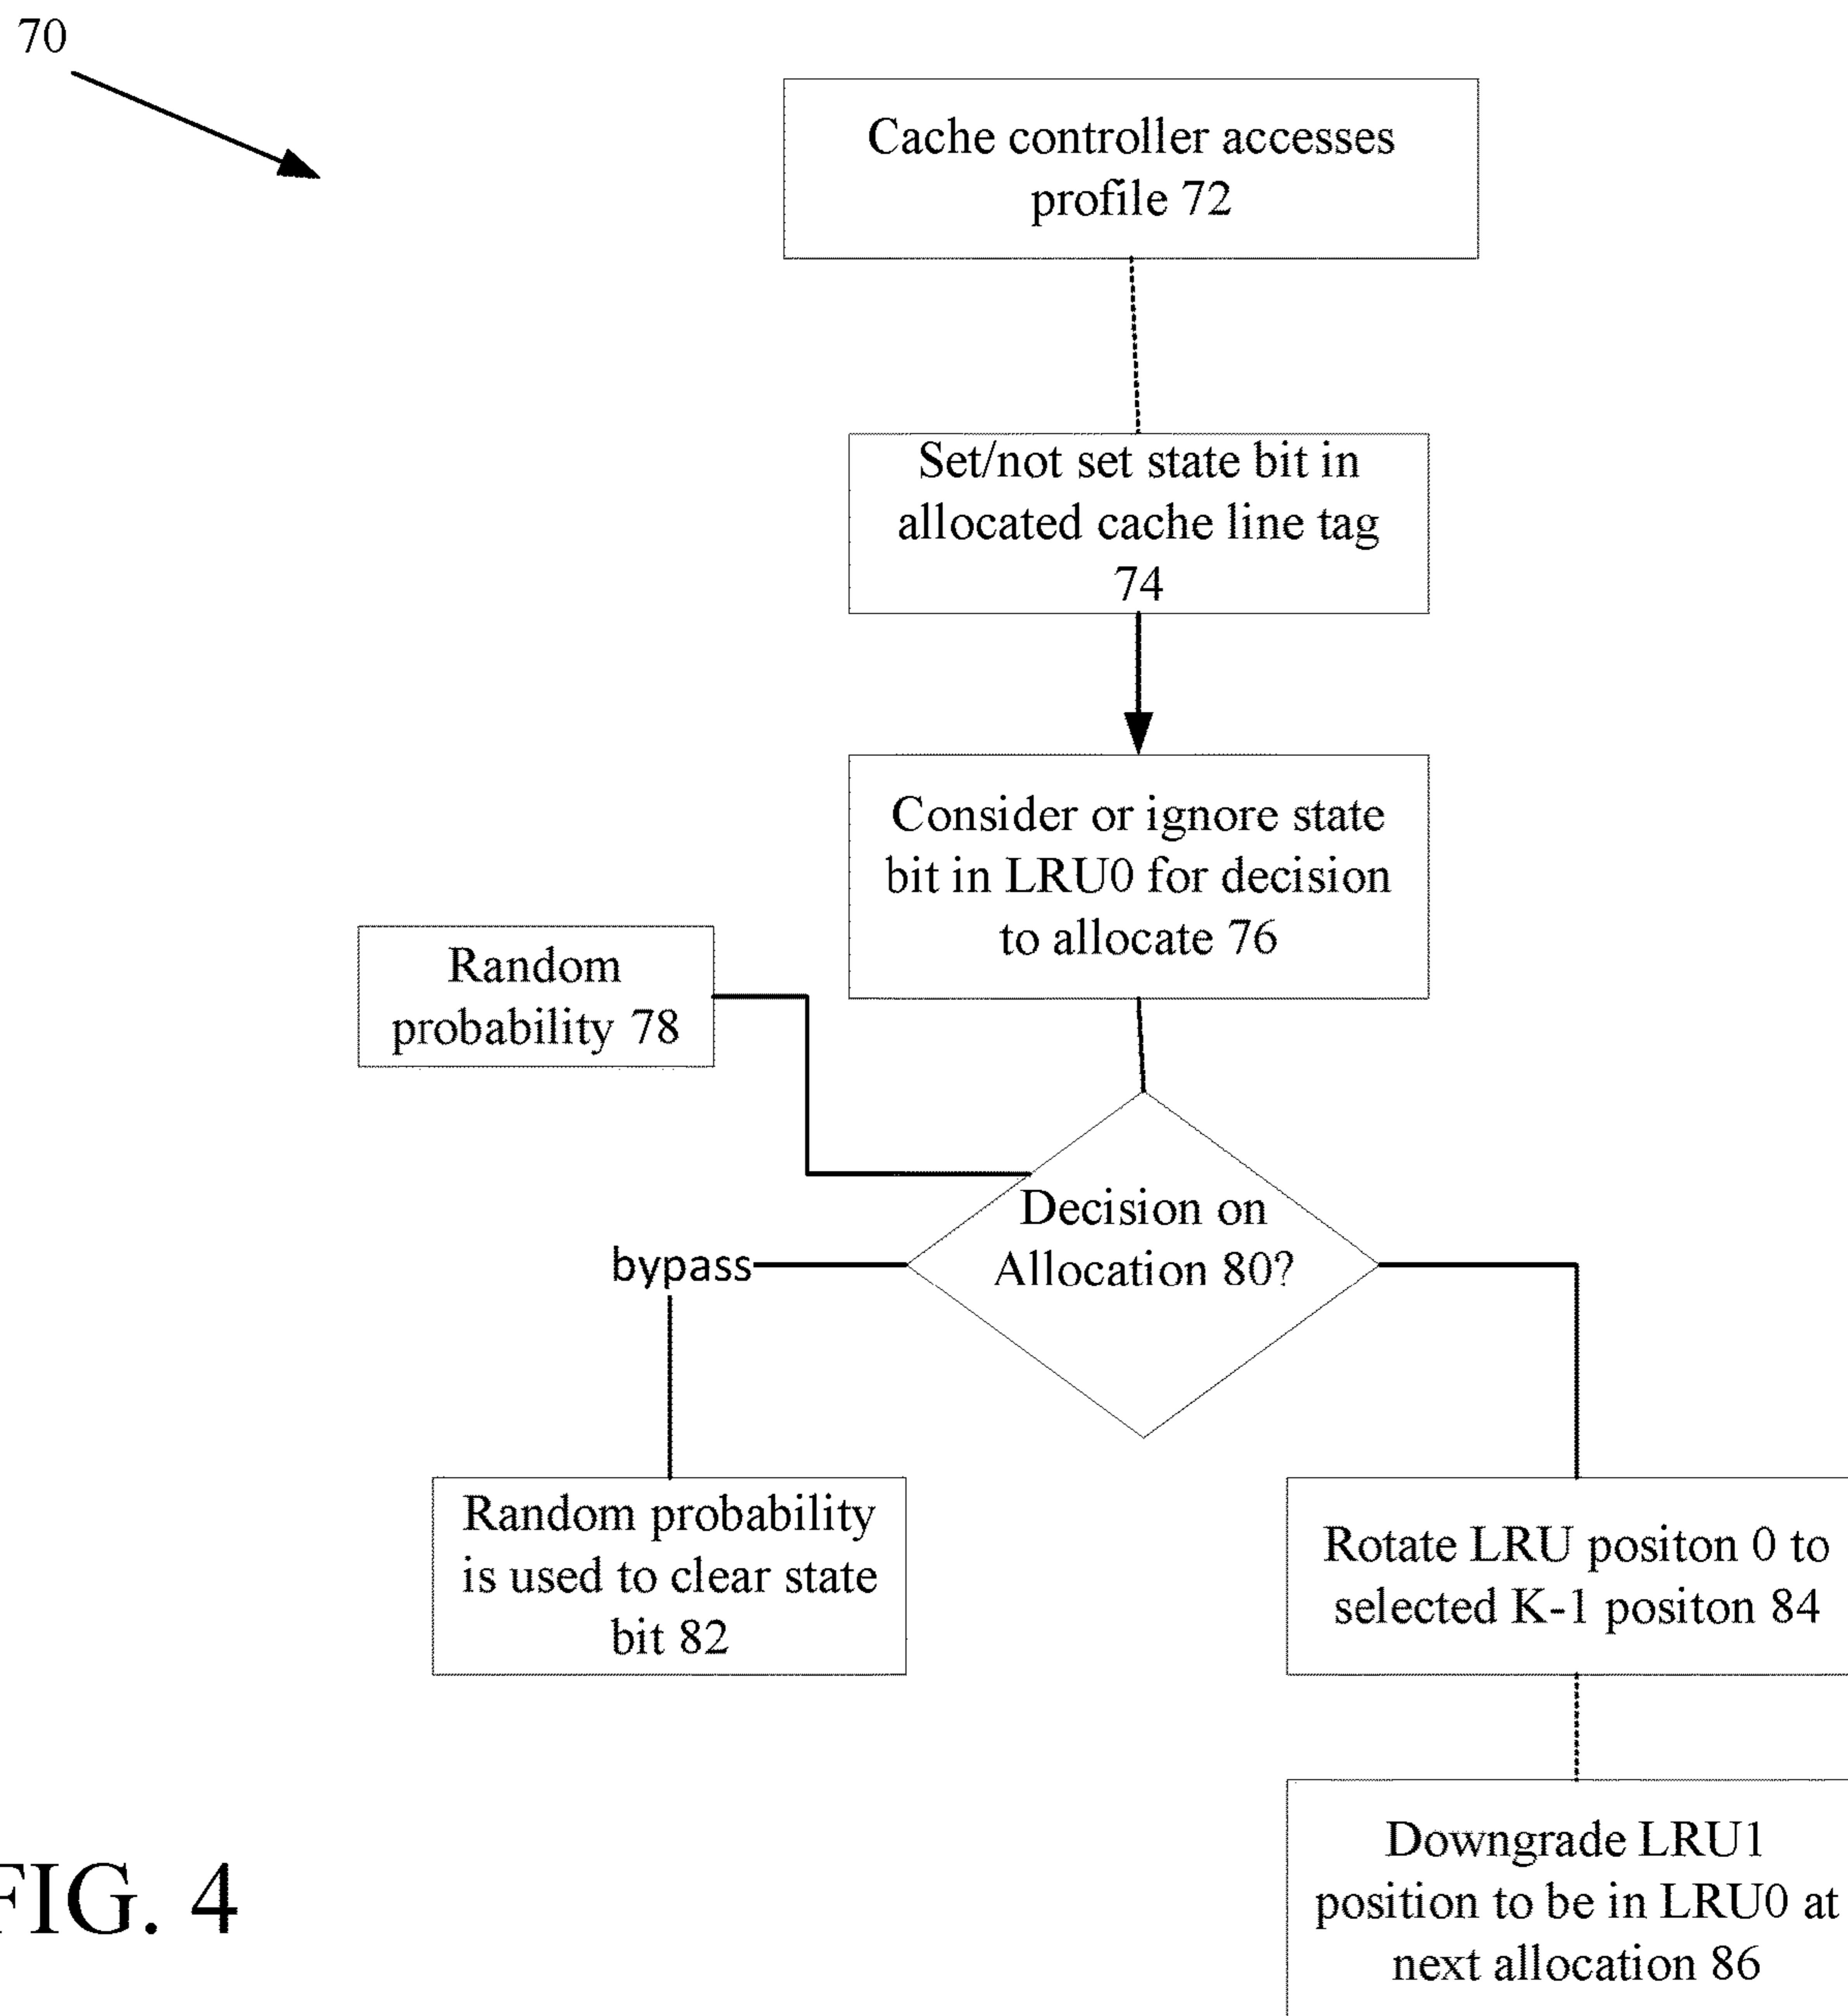 70
Cache controller accesses
profile 72
Set/not set state bit in
allocated cache line tag
74
Consider or ignore state
bit in LRU0 for decision
to allocate 76
Random
probability 78
Decision on
Allocation 80?
bypass
Random probability
is used to clear state
bit 82
Rotate LRU positon 0 to
selected K-1 positon 84
Downgrade LRU1
position to be in LRU0 at
next allocation 86
FIG. 4